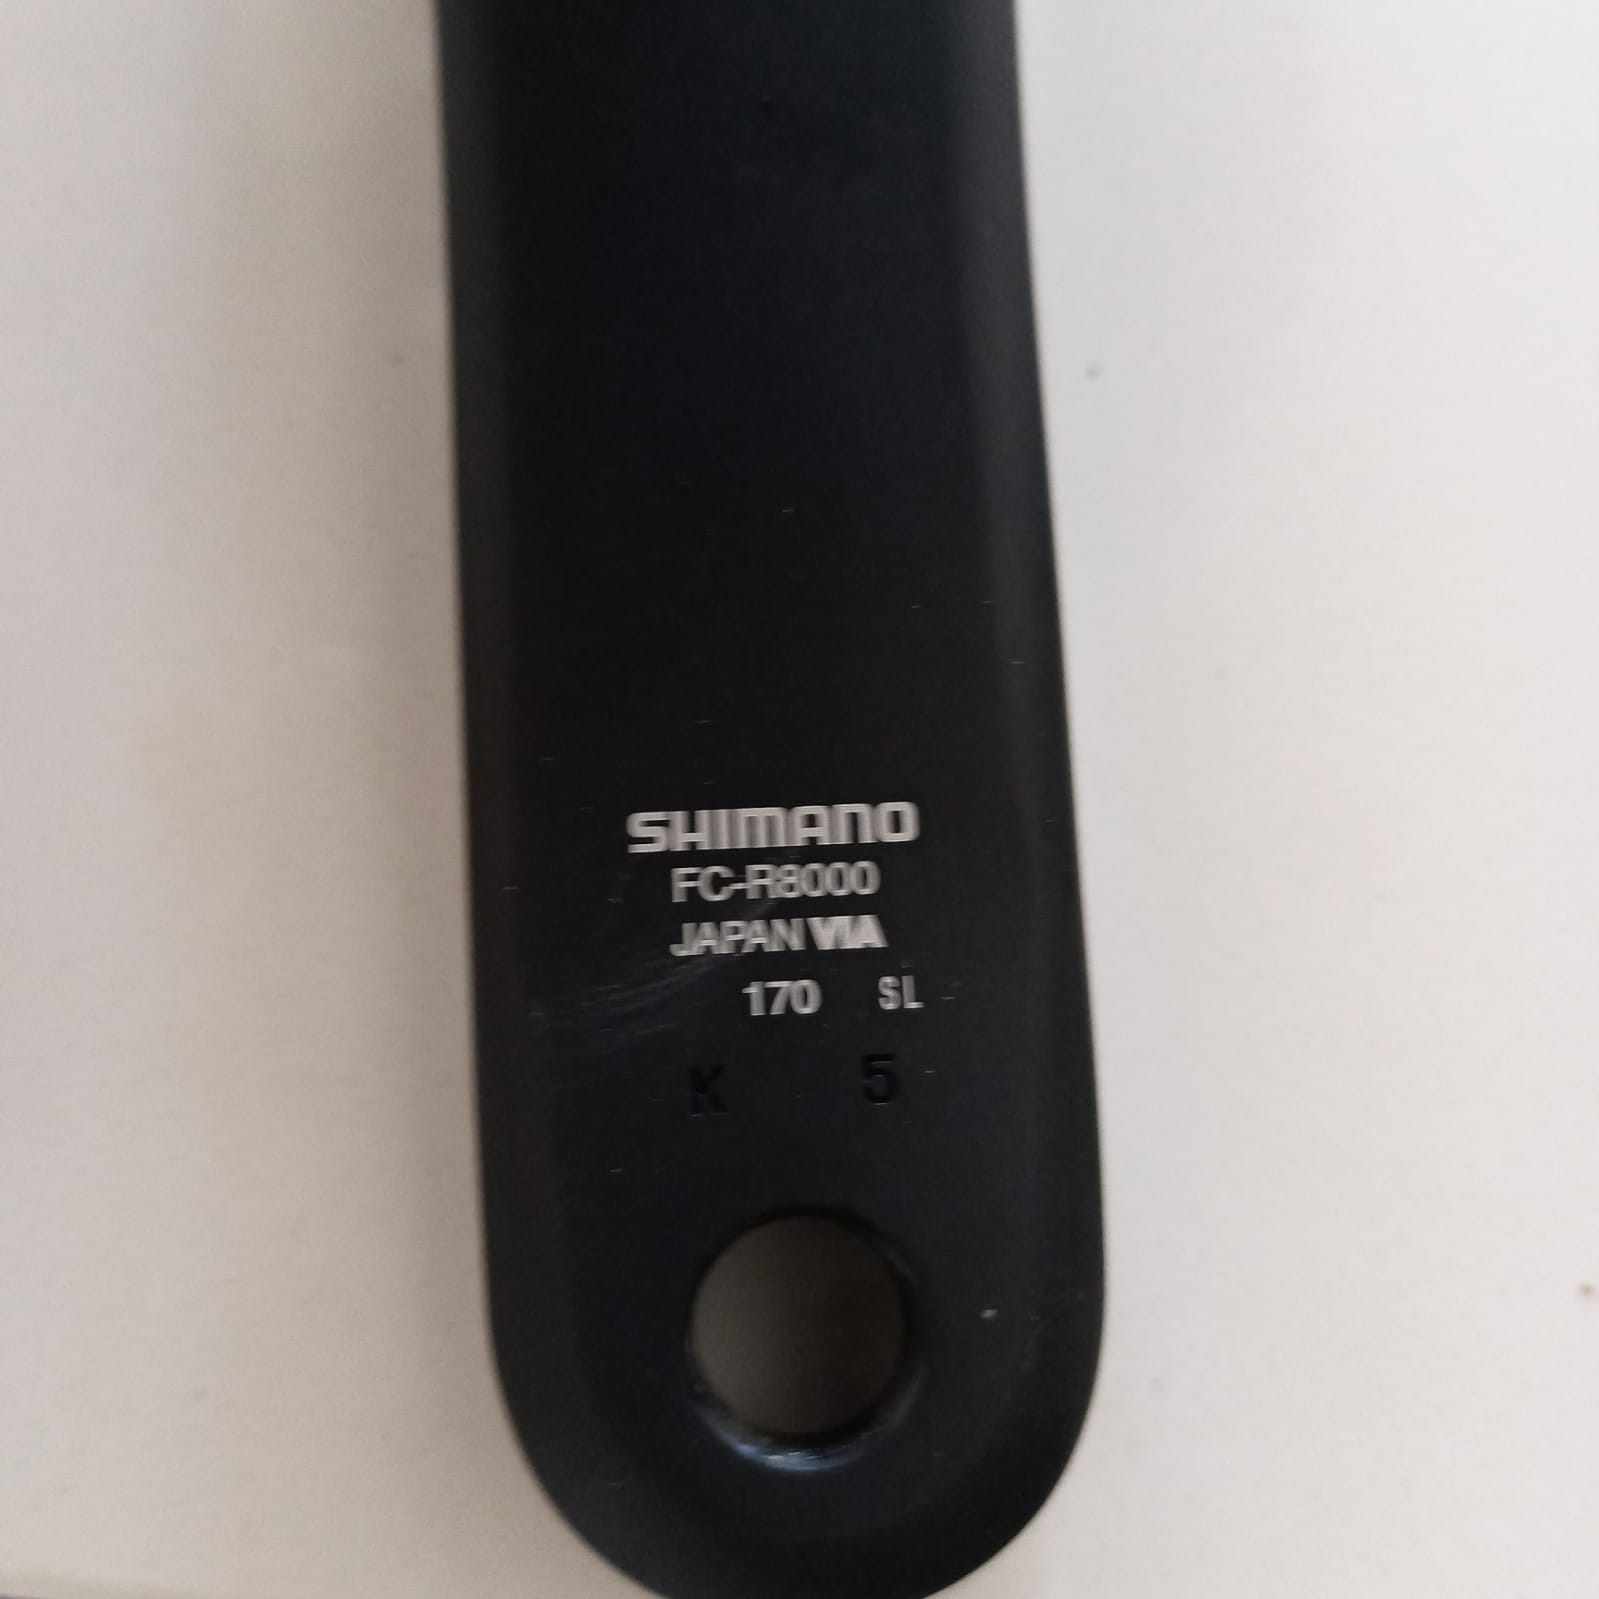 SHIMANO
FC-R8000
JAPAN VIA
170 SL
K 5